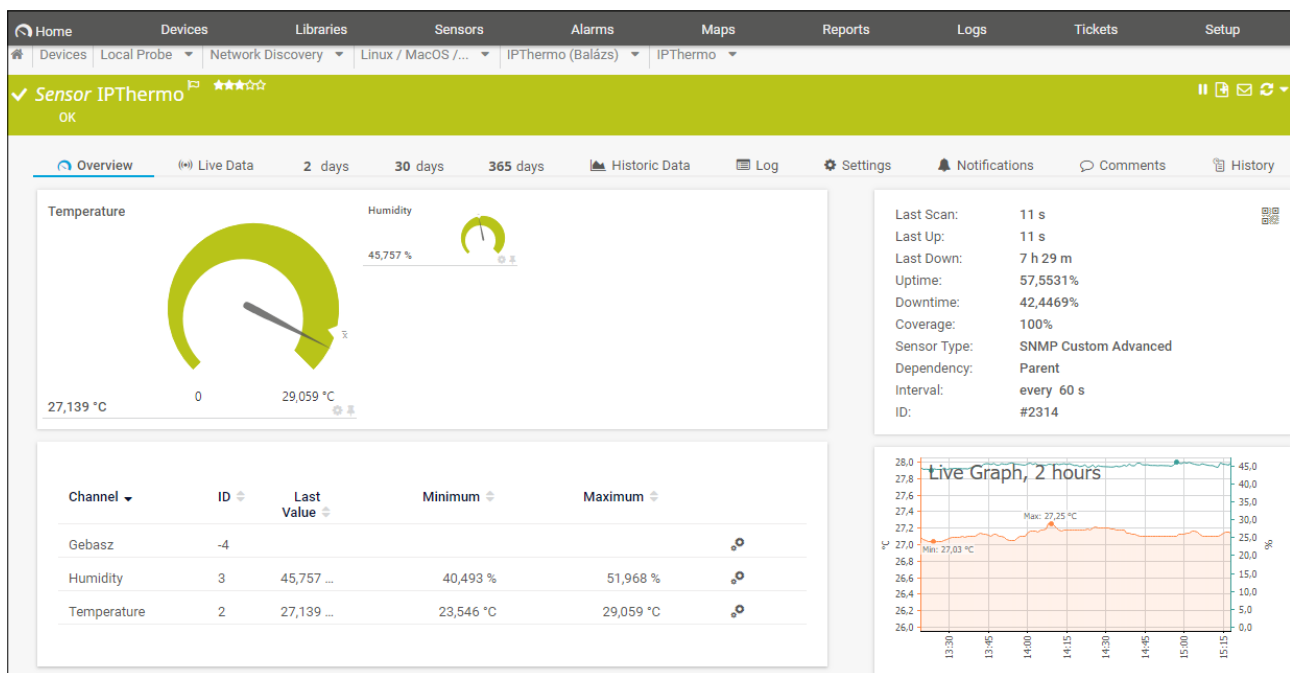 Home Devices Libraries Sensors Alarms Maps Reports Logs Tickets Setup
Devices Local Probe Network Discovery Linux / MacOS /... IPThermo (Balázs) IPThermo
Sensor IPThermo
OK
Overview Live Data 2 days 30 days 365 days Historic Data Log Settings Notifications Comments History
Temperature
27,139 °C
0
29,059 °C
x
Humidity
45,757 %
Last Scan: 11 s
Last Up: 11 s
Last Down: 7 h 29 m
Uptime: 57,5531%
Downtime: 42,4469%
Coverage: 100%
Sensor Type: SNMP Custom Advanced
Dependency: Parent
Interval: every 60 s
ID: #2314
Channel ID Last Value Minimum Maximum
Gebasz -4
Humidity 3 45,757 ... 40,493 % 51,968 %
Temperature 2 27,139 ... 23,546 °C 29,059 °C
Live Graph, 2 hours
28,0
27,8
27,6
27,4
27,2
27,0
26,8
26,6
26,4
26,2
26,0
°C
Max: 27,25 °C
Min: 27,03 °C
45,0
40,0
35,0
30,0
25,0
20,0
15,0
10,0
5,0
0,0
%
13:30 13:45 14:00 14:15 14:30 14:45 15:00 15:15